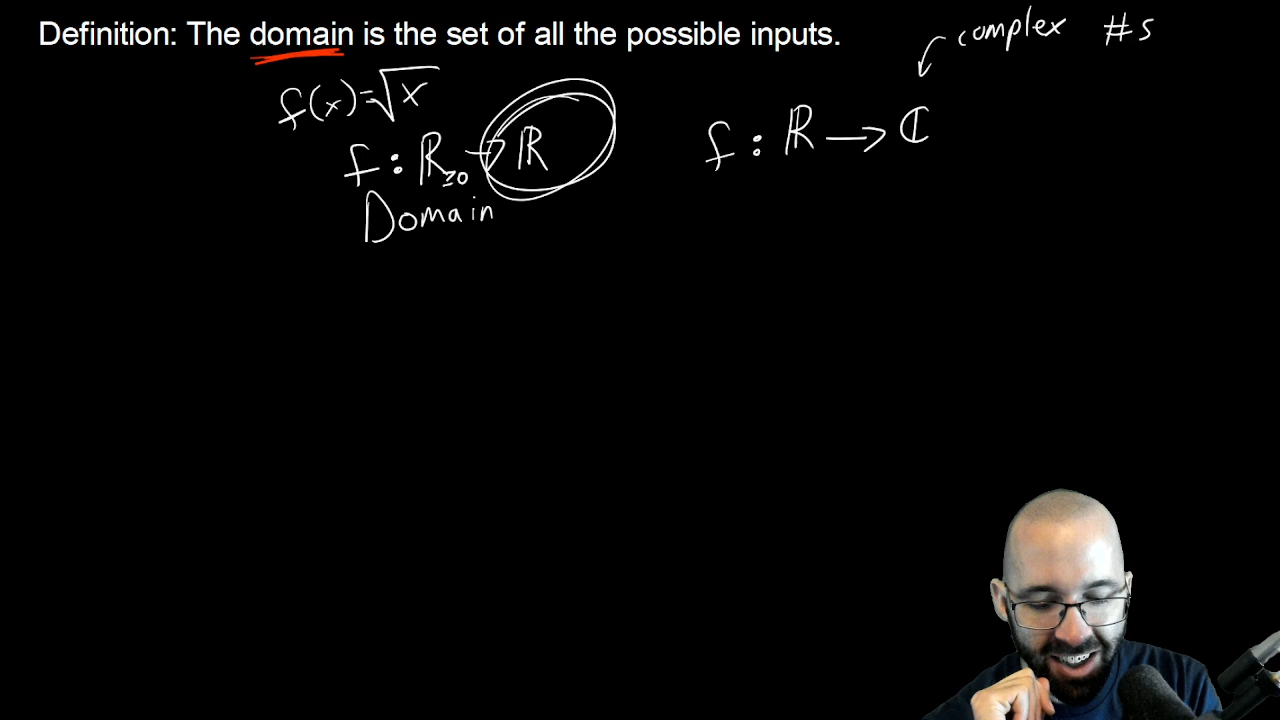 Definition: The domain is the set of all the possible inputs.
complex #s
f(x)=√x
f : ℝ≥0 → ℝ
f : ℝ → ℂ
Domain